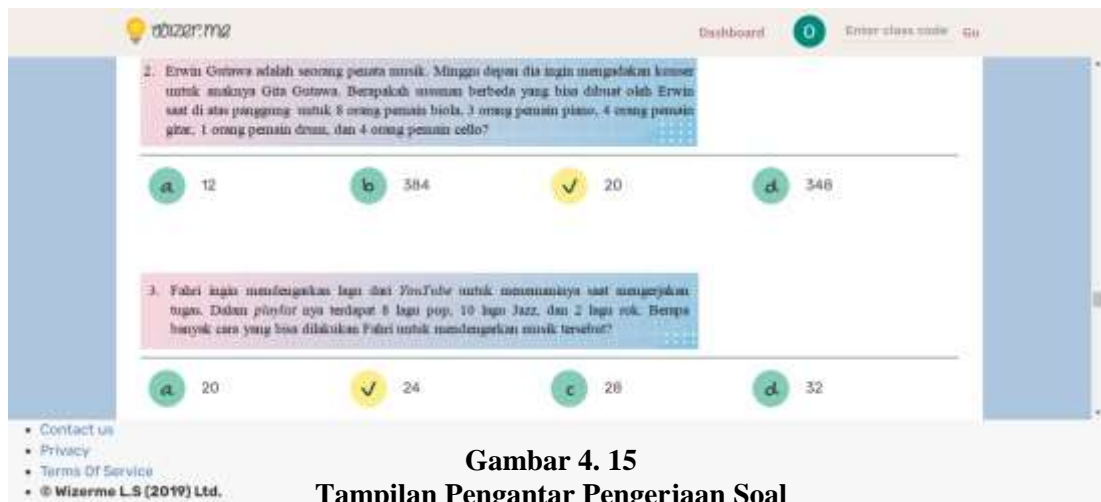 wizer.me
Dashboard O Enter class code Go
2. Erwin Gutawa adalah seorang penata musik. Minggu depan dia ingin mengadakan konser
untuk anaknya Gita Gutawa. Berapakah susunan berbeda yang bisa dibuat oleh Erwin
saat di atas panggung untuk 8 orang pemain biola, 3 orang pemain piano, 4 orang pemain
gitar, 1 orang pemain drum, dan 4 orang pemain cello?
a 12 b 384 20 d 348
3. Fahri ingin mendengarkan lagu dari YouTube untuk menemaninya saat mengerjakan
tugas. Dalam playlist nya terdapat 8 lagu pop, 10 lagu Jazz, dan 2 lagu rok. Berapa
banyak cara yang bisa dilakukan Fahri untuk mendengarkan musik tersebut?
a 20 24 c 28 d 32
Contact us
Privacy
Terms Of Service
© Wizerme L.S (2019) Ltd.
Gambar 4. 15
Tampilan Pengantar Pengerjaan Soal